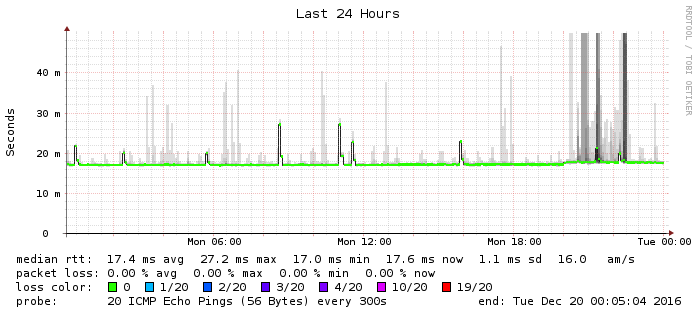 Last 24 Hours
RRDTOOL / TOBI OETIKER
Seconds
40 m
30 m
20 m
10 m
0
Mon 06:00 Mon 12:00 Mon 18:00 Tue 00:00
median rtt: 17.4 ms avg 27.2 ms max 17.0 ms min 17.6 ms now 1.1 ms sd 16.0 am/s
packet loss: 0.00 % avg 0.00 % max 0.00 % min 0.00 % now
loss color: 0 1/20 2/20 3/20 4/20 10/20 19/20
probe: 20 ICMP Echo Pings (56 Bytes) every 300s end: Tue Dec 20 00:05:04 2016